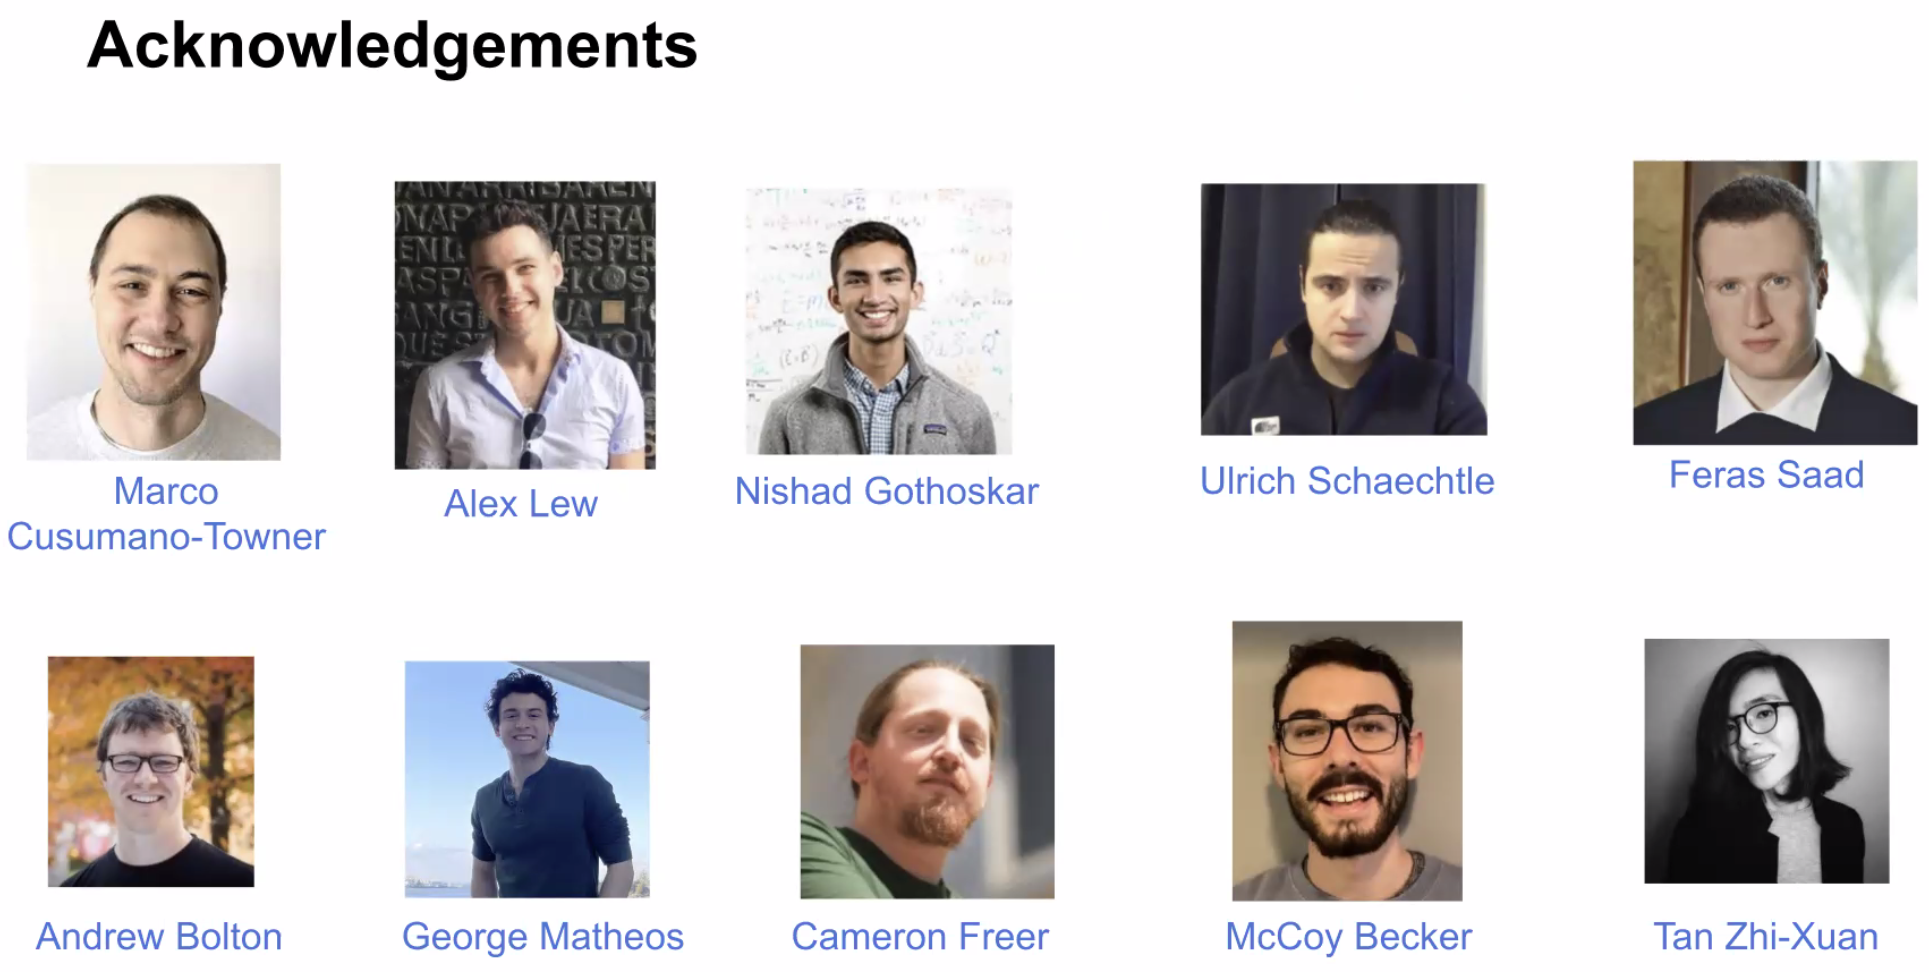 Acknowledgements
Marco
Cusumano-Towner
Alex Lew
Nishad Gothoskar
Ulrich Schaechtle
Feras Saad
Andrew Bolton
George Matheos
Cameron Freer
McCoy Becker
Tan Zhi-Xuan